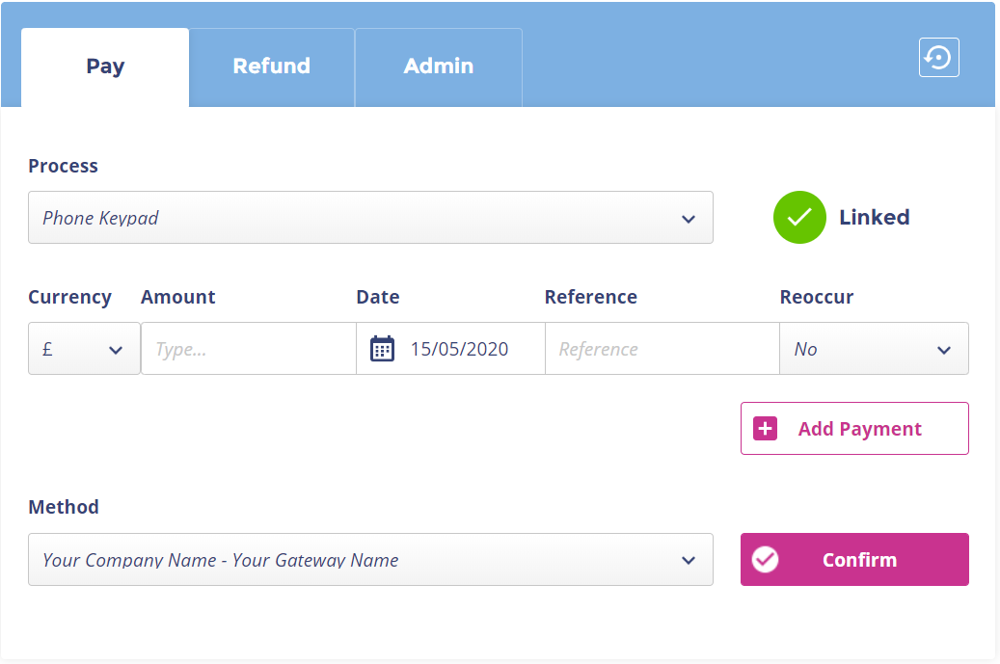 Pay Refund Admin
Process
Phone Keypad
Linked
Currency Amount Date Reference Reoccur
£ Type... 15/05/2020 Reference No
Add Payment
Method
Your Company Name - Your Gateway Name
Confirm